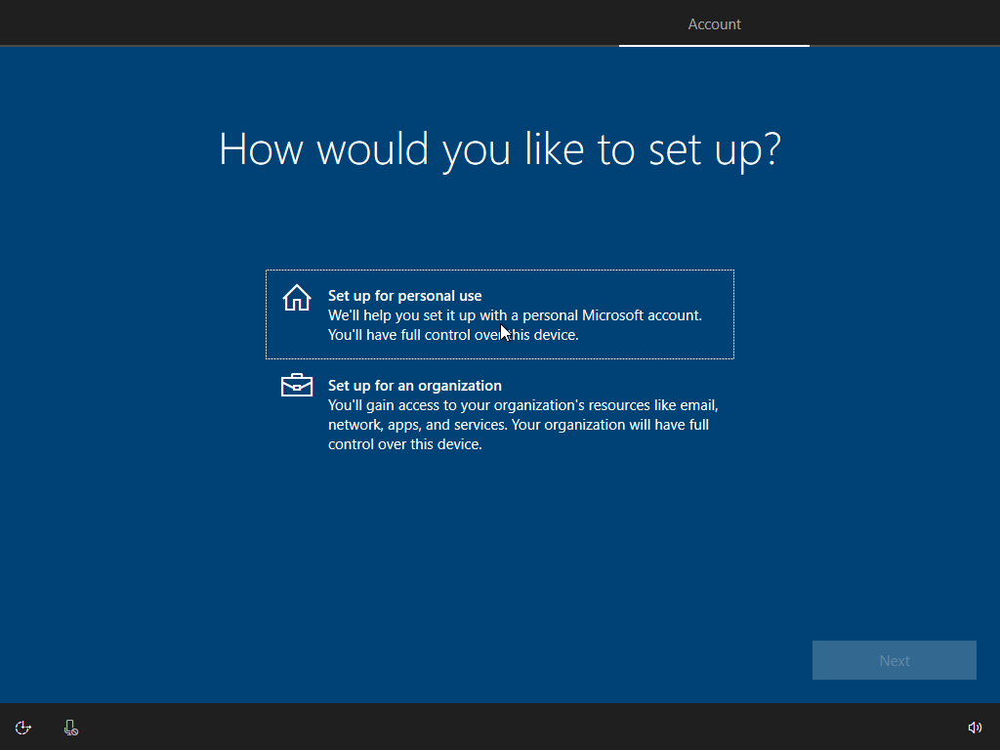 Account
How would you like to set up?
Set up for personal use
We'll help you set it up with a personal Microsoft account.
You'll have full control over this device.
Set up for an organization
You'll gain access to your organization's resources like email,
network, apps, and services. Your organization will have full
control over this device.
Next